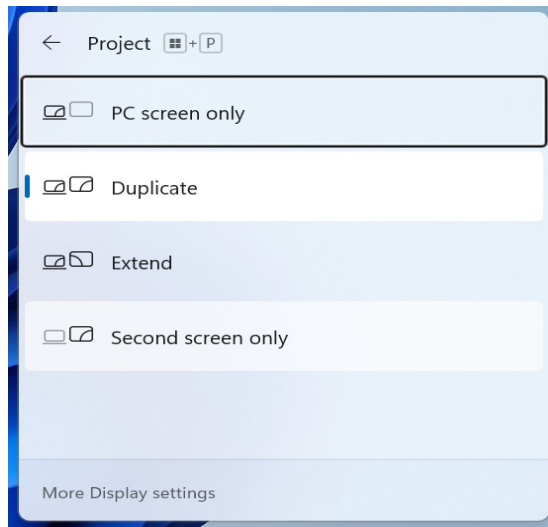 Project +P
PC screen only
Duplicate
Extend
Second screen only
More Display settings